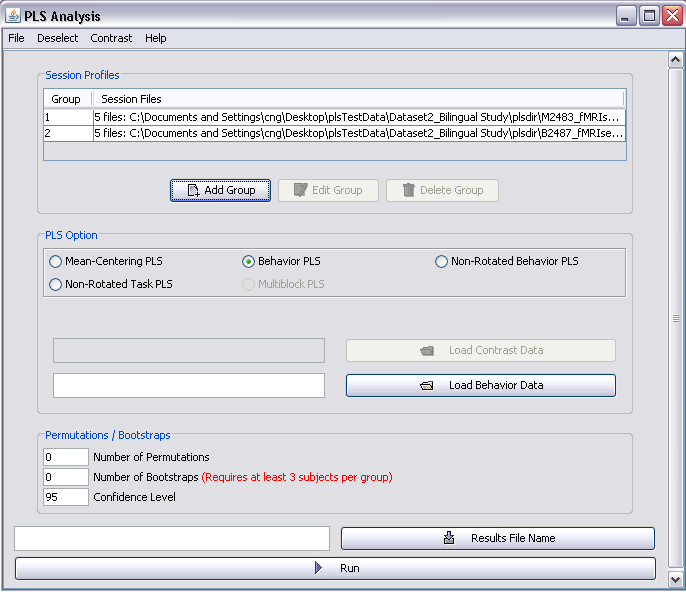 PLS Analysis
File Deselect Contrast Help
Session Profiles
Group Session Files
1 5 files: C:\Documents and Settings\cng\Desktop\plsTestData\Dataset2_Bilingual Study\plsdir\M2483_fMRIs...
2 5 files: C:\Documents and Settings\cng\Desktop\plsTestData\Dataset2_Bilingual Study\plsdir\B2487_fMRIse...
Add Group Edit Group Delete Group
PLS Option
Mean-Centering PLS Behavior PLS Non-Rotated Behavior PLS
Non-Rotated Task PLS Multiblock PLS
Load Contrast Data
Load Behavior Data
Permutations / Bootstraps
0 Number of Permutations
0 Number of Bootstraps (Requires at least 3 subjects per group)
95 Confidence Level
Results File Name
Run